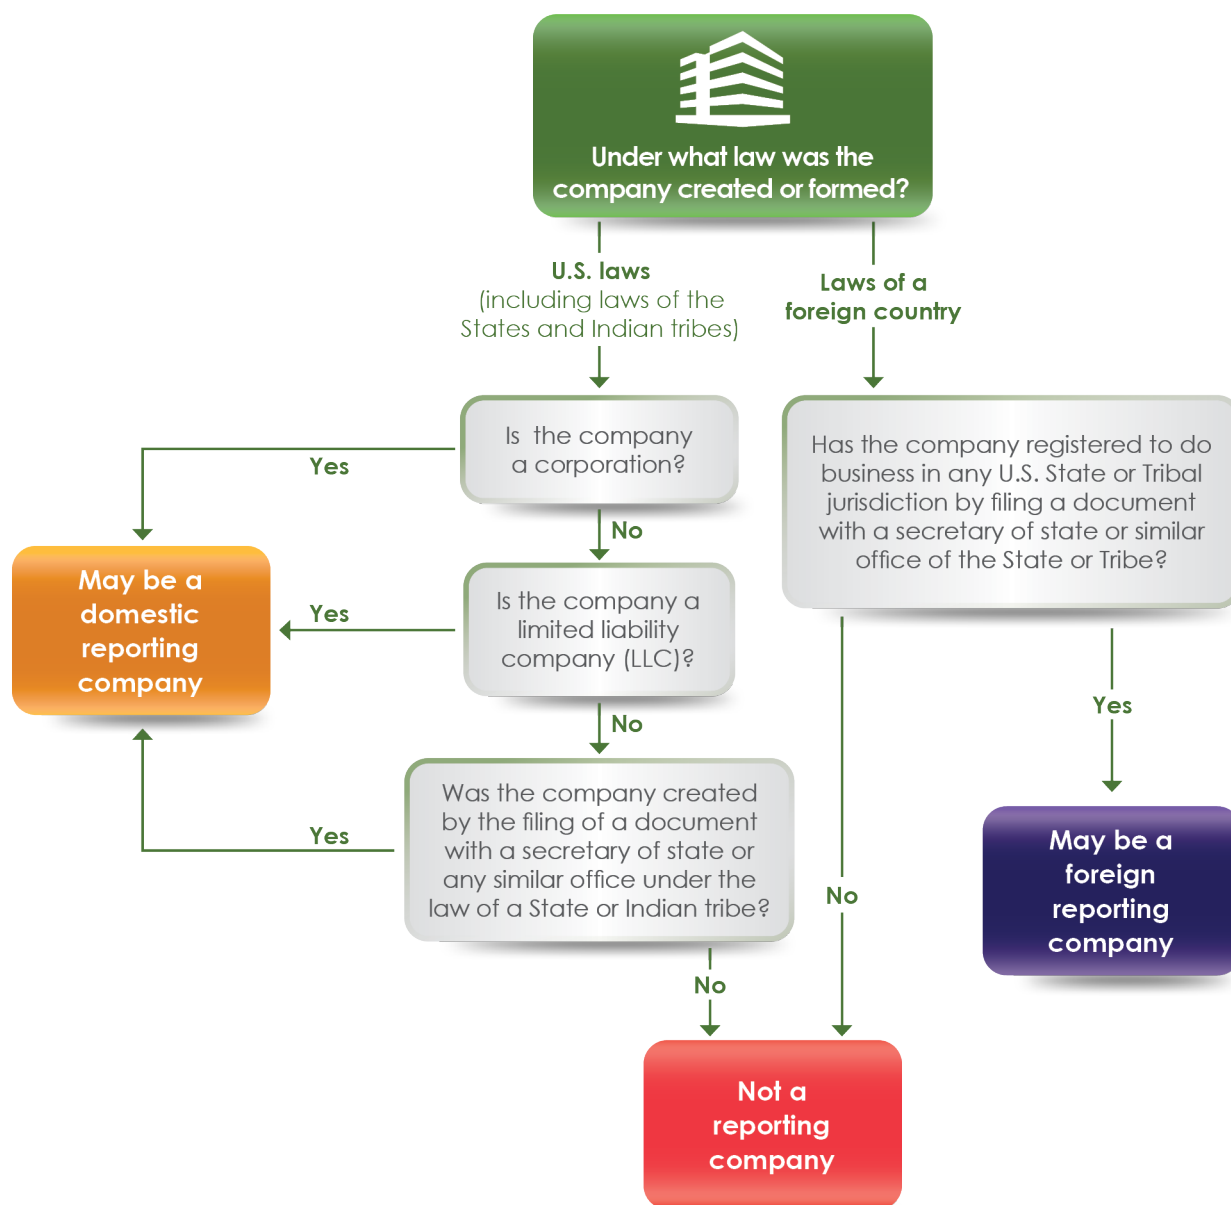 Under what law was the
company created or formed?
U.S. laws
(including laws of the
States and Indian tribes)
Laws of a
foreign country
Is the company
a corporation?
Yes
No
Has the company registered to do
business in any U.S. State or Tribal
jurisdiction by filing a document
with a secretary of state or similar
office of the State or Tribe?
May be a
domestic
reporting
company
Yes
Is the company a
limited liability
company (LLC)?
No
Yes
Was the company created
by the filing of a document
with a secretary of state or
any similar office under the
law of a State or Indian tribe?
Yes
No
May be a
foreign
reporting
company
No
Not a
reporting
company